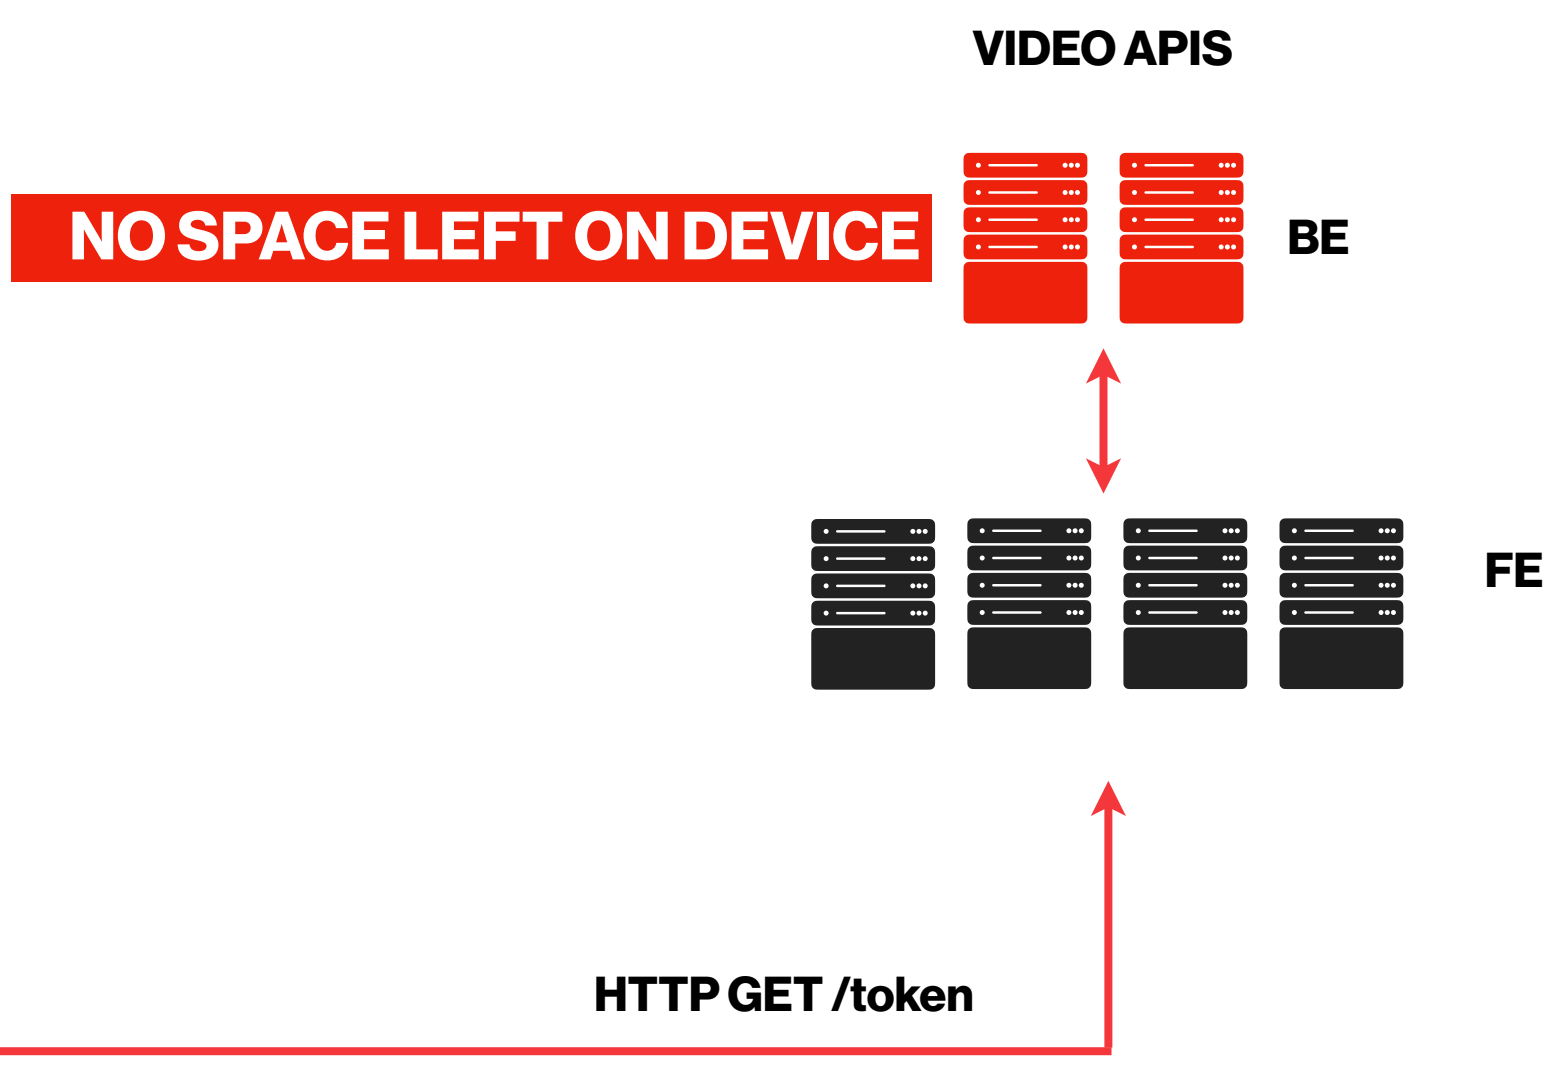 VIDEO APIS
NO SPACE LEFT ON DEVICE
BE
FE
HTTP GET /token